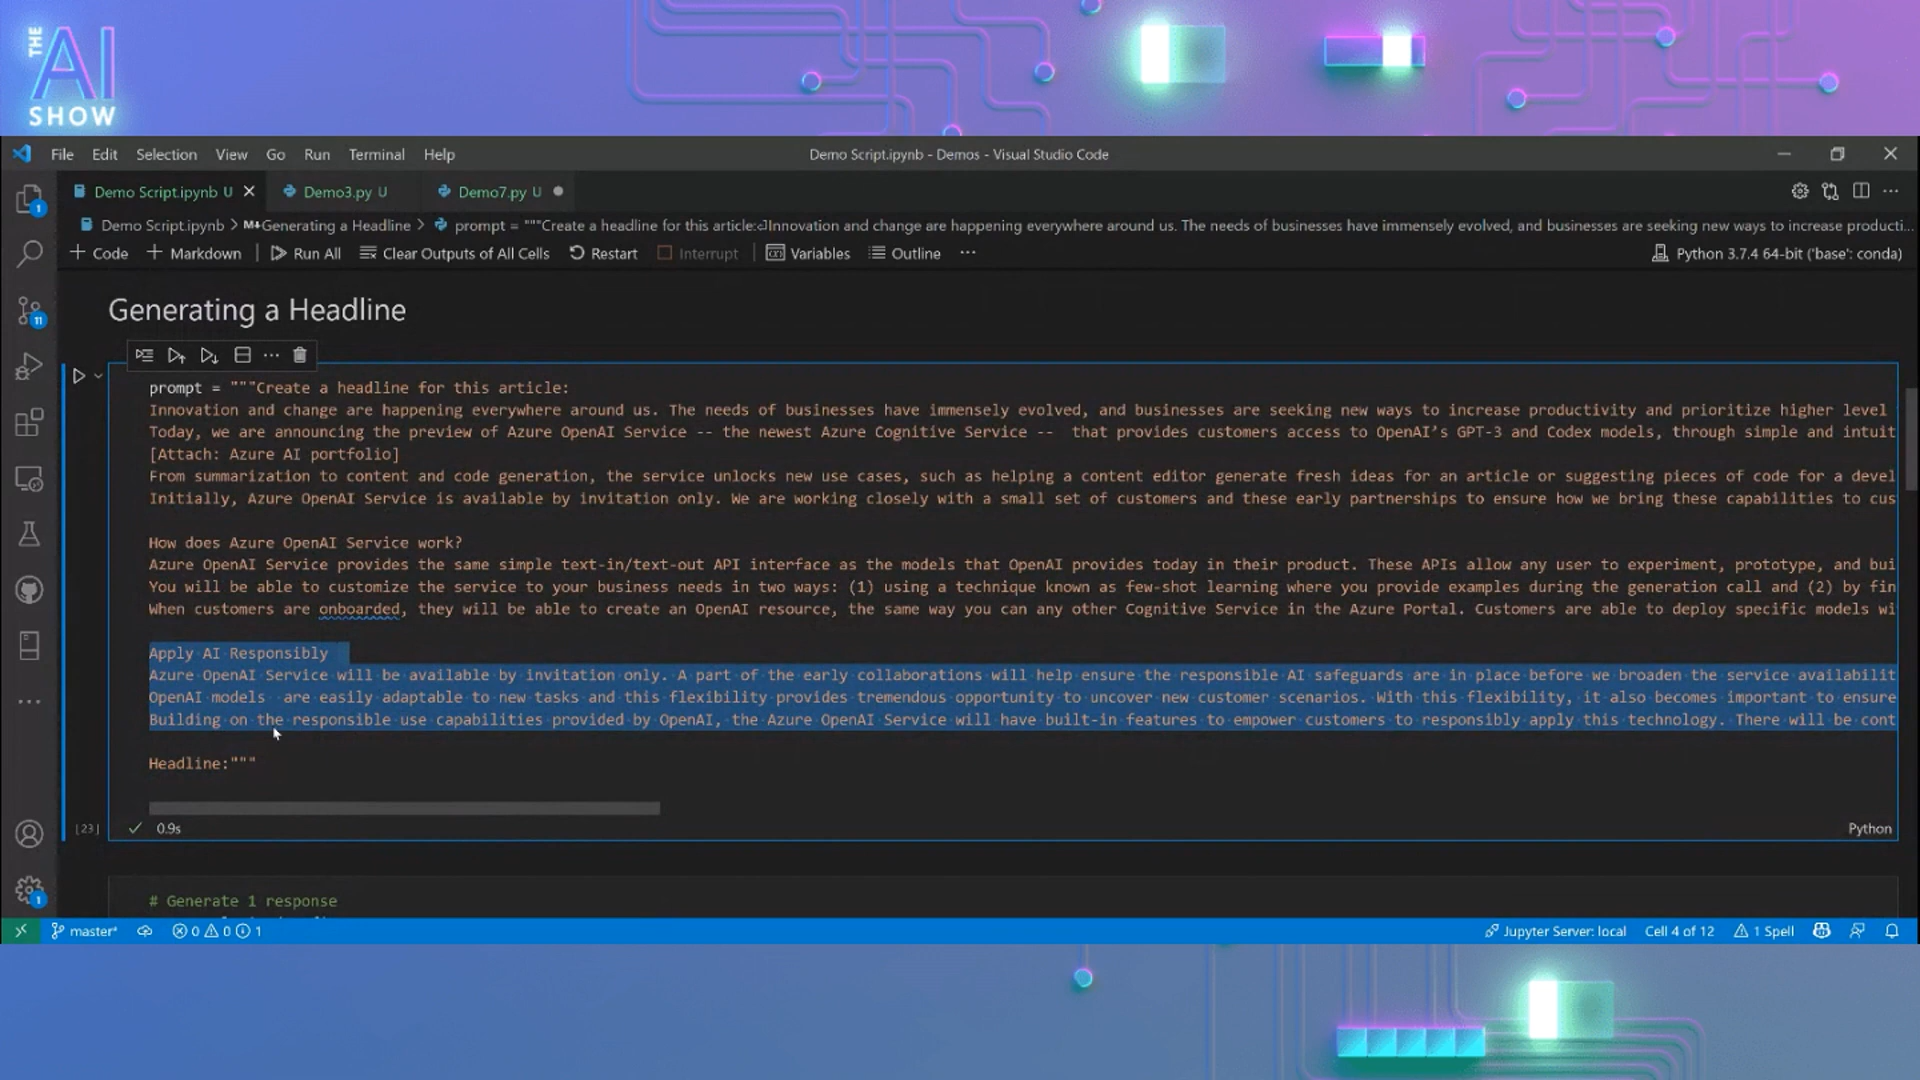 THE
AI
SHOW
File Edit Selection View Go Run Terminal Help
Demo Script.ipynb - Demos - Visual Studio Code
Demo Script.ipynb U
Demo3.py U
Demo7.py U
Demo Script.ipynb > M↓Generating a Headline > prompt = """Create a headline for this article:⏎Innovation and change are happening everywhere around us. The needs of businesses have immensely evolved, and businesses are seeking new ways to increase producti...
+ Code + Markdown Run All Clear Outputs of All Cells Restart Interrupt Variables Outline ...
Python 3.7.4 64-bit ('base': conda)
1
11
Generating a Headline
prompt = """Create a headline for this article:
Innovation and change are happening everywhere around us. The needs of businesses have immensely evolved, and businesses are seeking new ways to increase productivity and prioritize higher level
Today, we are announcing the preview of Azure OpenAI Service -- the newest Azure Cognitive Service --  that provides customers access to OpenAI's GPT-3 and Codex models, through simple and intuit
[Attach: Azure AI portfolio]
From summarization to content and code generation, the service unlocks new use cases, such as helping a content editor generate fresh ideas for an article or suggesting pieces of code for a devel
Initially, Azure OpenAI Service is available by invitation only. We are working closely with a small set of customers and these early partnerships to ensure how we bring these capabilities to cus
How does Azure OpenAI Service work?
Azure OpenAI Service provides the same simple text-in/text-out API interface as the models that OpenAI provides today in their product. These APIs allow any user to experiment, prototype, and bui
You will be able to customize the service to your business needs in two ways: (1) using a technique known as few-shot learning where you provide examples during the generation call and (2) by fin
When customers are onboarded, they will be able to create an OpenAI resource, the same way you can any other Cognitive Service in the Azure Portal. Customers are able to deploy specific models wi
Apply AI Responsibly
Azure OpenAI Service will be available by invitation only. A part of the early collaborations will help ensure the responsible AI safeguards are in place before we broaden the service availabilit
OpenAI models  are easily adaptable to new tasks and this flexibility provides tremendous opportunity to uncover new customer scenarios. With this flexibility, it also becomes important to ensure
Building on the responsible use capabilities provided by OpenAI, the Azure OpenAI Service will have built-in features to empower customers to responsibly apply this technology. There will be cont
Headline:"""
[23] ✓ 0.9s
Python
1
# Generate 1 response
master* 0 0 1
Jupyter Server: local Cell 4 of 12 1 Spell